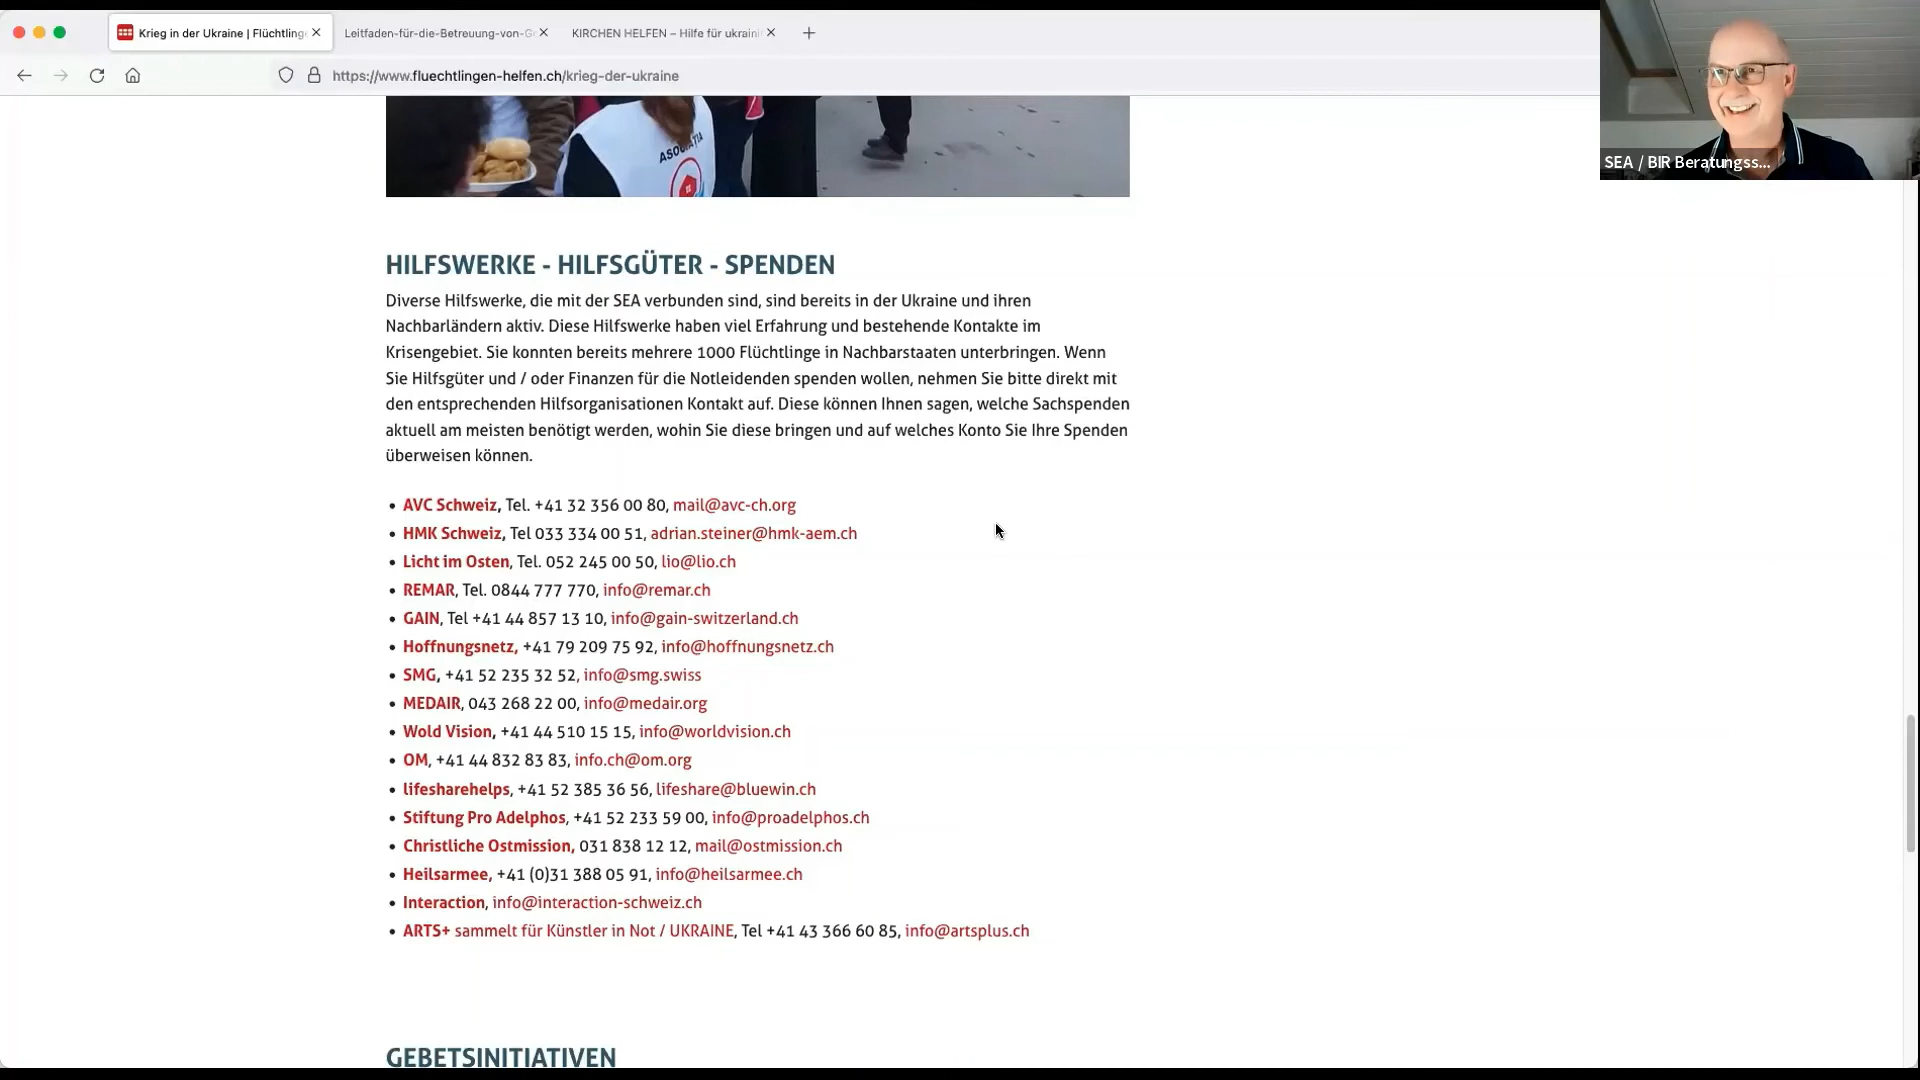 Krieg in der Ukraine | Flüchtling
Leitfaden-für-die-Betreuung-von-G
KIRCHEN HELFEN – Hilfe für ukraini
https://www.fluechtlingen-helfen.ch/krieg-der-ukraine
SEA / BIR Beratungss...
ASOCIAȚIA
HILFSWERKE - HILFSGÜTER - SPENDEN
Diverse Hilfswerke, die mit der SEA verbunden sind, sind bereits in der Ukraine und ihren
Nachbarländern aktiv. Diese Hilfswerke haben viel Erfahrung und bestehende Kontakte im
Krisengebiet. Sie konnten bereits mehrere 1000 Flüchtlinge in Nachbarstaaten unterbringen. Wenn
Sie Hilfsgüter und / oder Finanzen für die Notleidenden spenden wollen, nehmen Sie bitte direkt mit
den entsprechenden Hilfsorganisationen Kontakt auf. Diese können Ihnen sagen, welche Sachspenden
aktuell am meisten benötigt werden, wohin Sie diese bringen und auf welches Konto Sie Ihre Spenden
überweisen können.
• AVC Schweiz, Tel. +41 32 356 00 80, mail@avc-ch.org
• HMK Schweiz, Tel 033 334 00 51, adrian.steiner@hmk-aem.ch
• Licht im Osten, Tel. 052 245 00 50, lio@lio.ch
• REMAR, Tel. 0844 777 770, info@remar.ch
• GAIN, Tel +41 44 857 13 10, info@gain-switzerland.ch
• Hoffnungsnetz, +41 79 209 75 92, info@hoffnungsnetz.ch
• SMG, +41 52 235 32 52, info@smg.swiss
• MEDAIR, 043 268 22 00, info@medair.org
• Wold Vision, +41 44 510 15 15, info@worldvision.ch
• OM, +41 44 832 83 83, info.ch@om.org
• lifesharehelps, +41 52 385 36 56, lifeshare@bluewin.ch
• Stiftung Pro Adelphos, +41 52 233 59 00, info@proadelphos.ch
• Christliche Ostmission, 031 838 12 12, mail@ostmission.ch
• Heilsarmee, +41 (0)31 388 05 91, info@heilsarmee.ch
• Interaction, info@interaction-schweiz.ch
• ARTS+ sammelt für Künstler in Not / UKRAINE, Tel +41 43 366 60 85, info@artsplus.ch
GEBETSINITIATIVEN